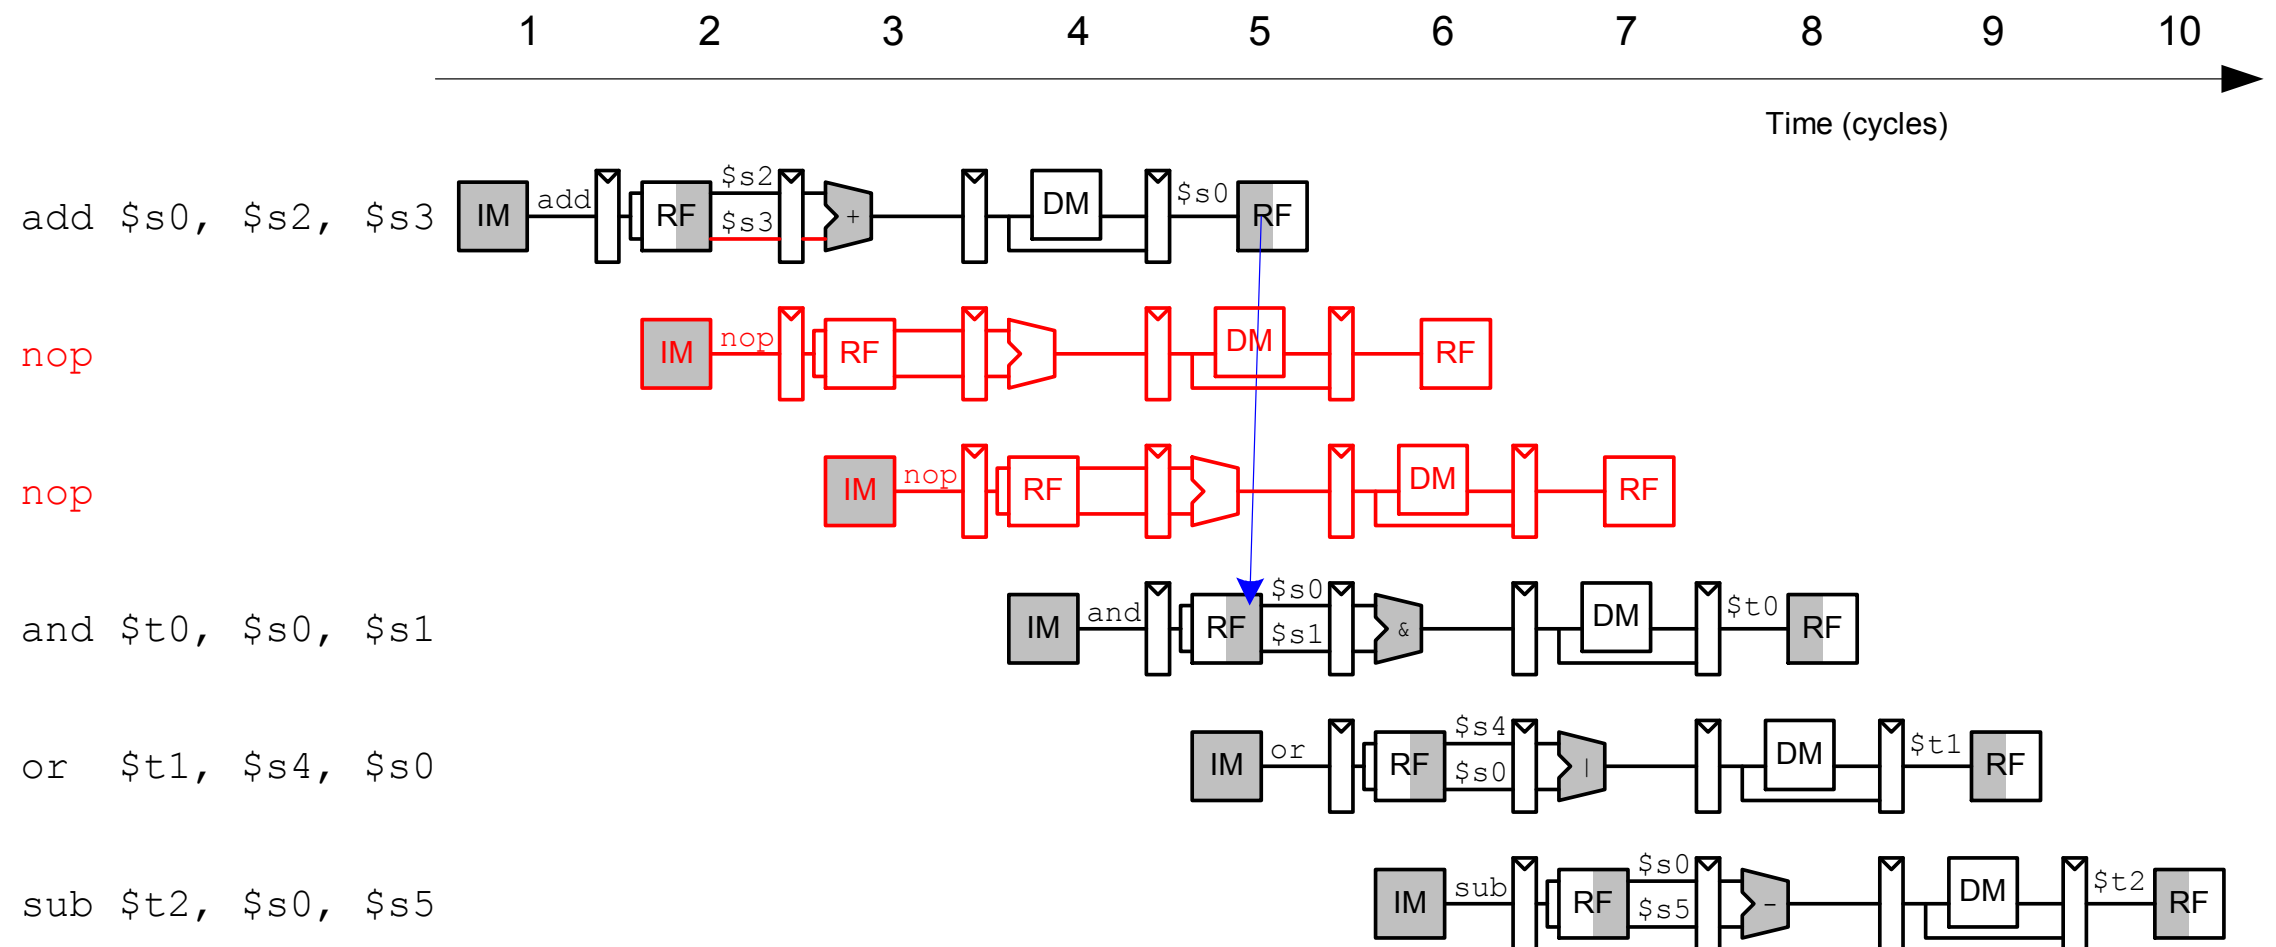 1 2 3 4 5 6 7 8 9 10
Time (cycles)
add $s0, $s2, $s3 IM add RF $s2 $s3 + DM $s0 RF
nop IM nop RF DM RF
nop IM nop RF DM RF
and $t0, $s0, $s1 IM and RF $s0 $s1 & DM $t0 RF
or $t1, $s4, $s0 IM or RF $s4 $s0 | DM $t1 RF
sub $t2, $s0, $s5 IM sub RF $s0 $s5 - DM $t2 RF